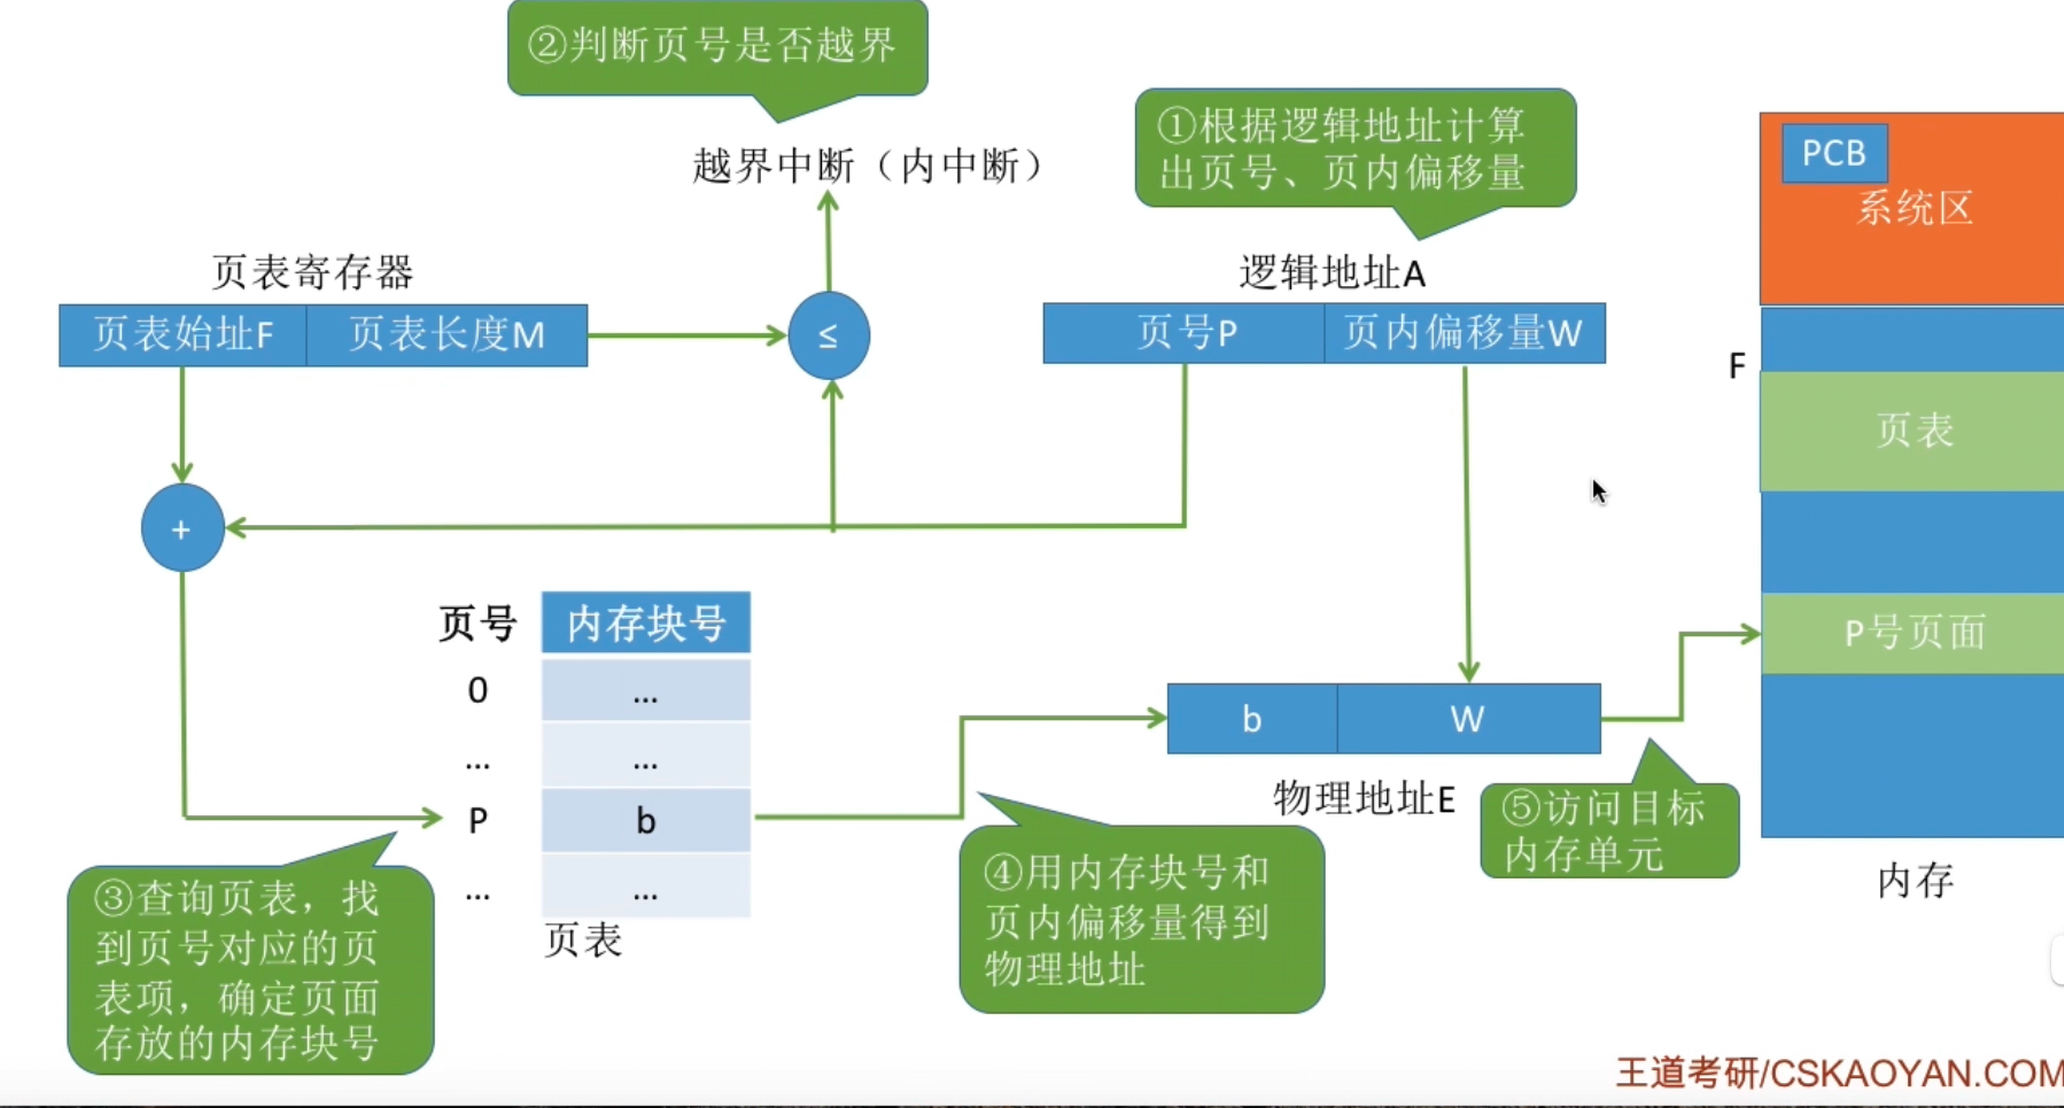 ②判断页号是否越界
越界中断（内中断）
①根据逻辑地址计算
出页号、页内偏移量
PCB
系统区
页表寄存器
页表始址F 页表长度M
≤
逻辑地址A
页号P 页内偏移量W
F
页表
+
页号 内存块号
0 ...
... ...
P b
... ...
页表
③查询页表，找
到页号对应的页
表项，确定页面
存放的内存块号
b W
物理地址E
④用内存块号和
页内偏移量得到
物理地址
⑤访问目标
内存单元
P号页面
内存
王道考研/CSKAOYAN.COM